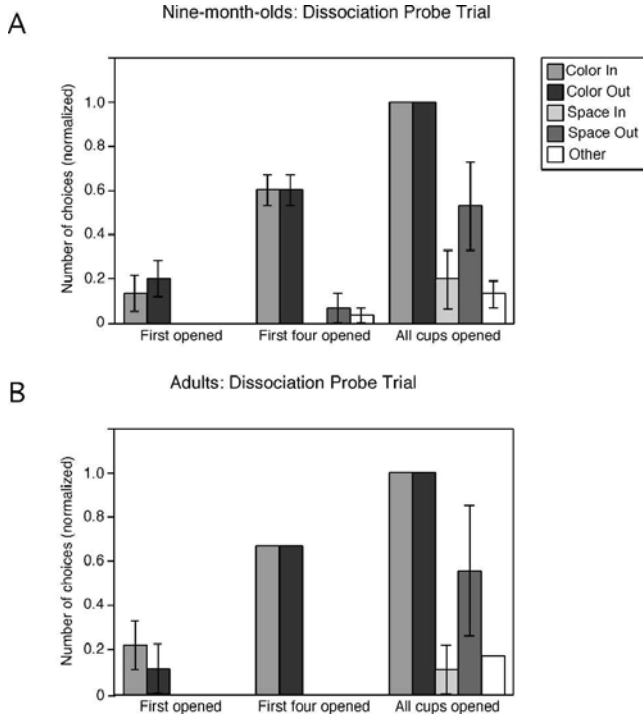 A
Nine-month-olds: Dissociation Probe Trial
Number of choices (normalized)
1.0
0.8
0.6
0.4
0.2
0
First opened
First four opened
All cups opened
Color In
Color Out
Space In
Space Out
Other
B
Adults: Dissociation Probe Trial
Number of choices (normalized)
1.0
0.8
0.6
0.4
0.2
0
First opened
First four opened
All cups opened